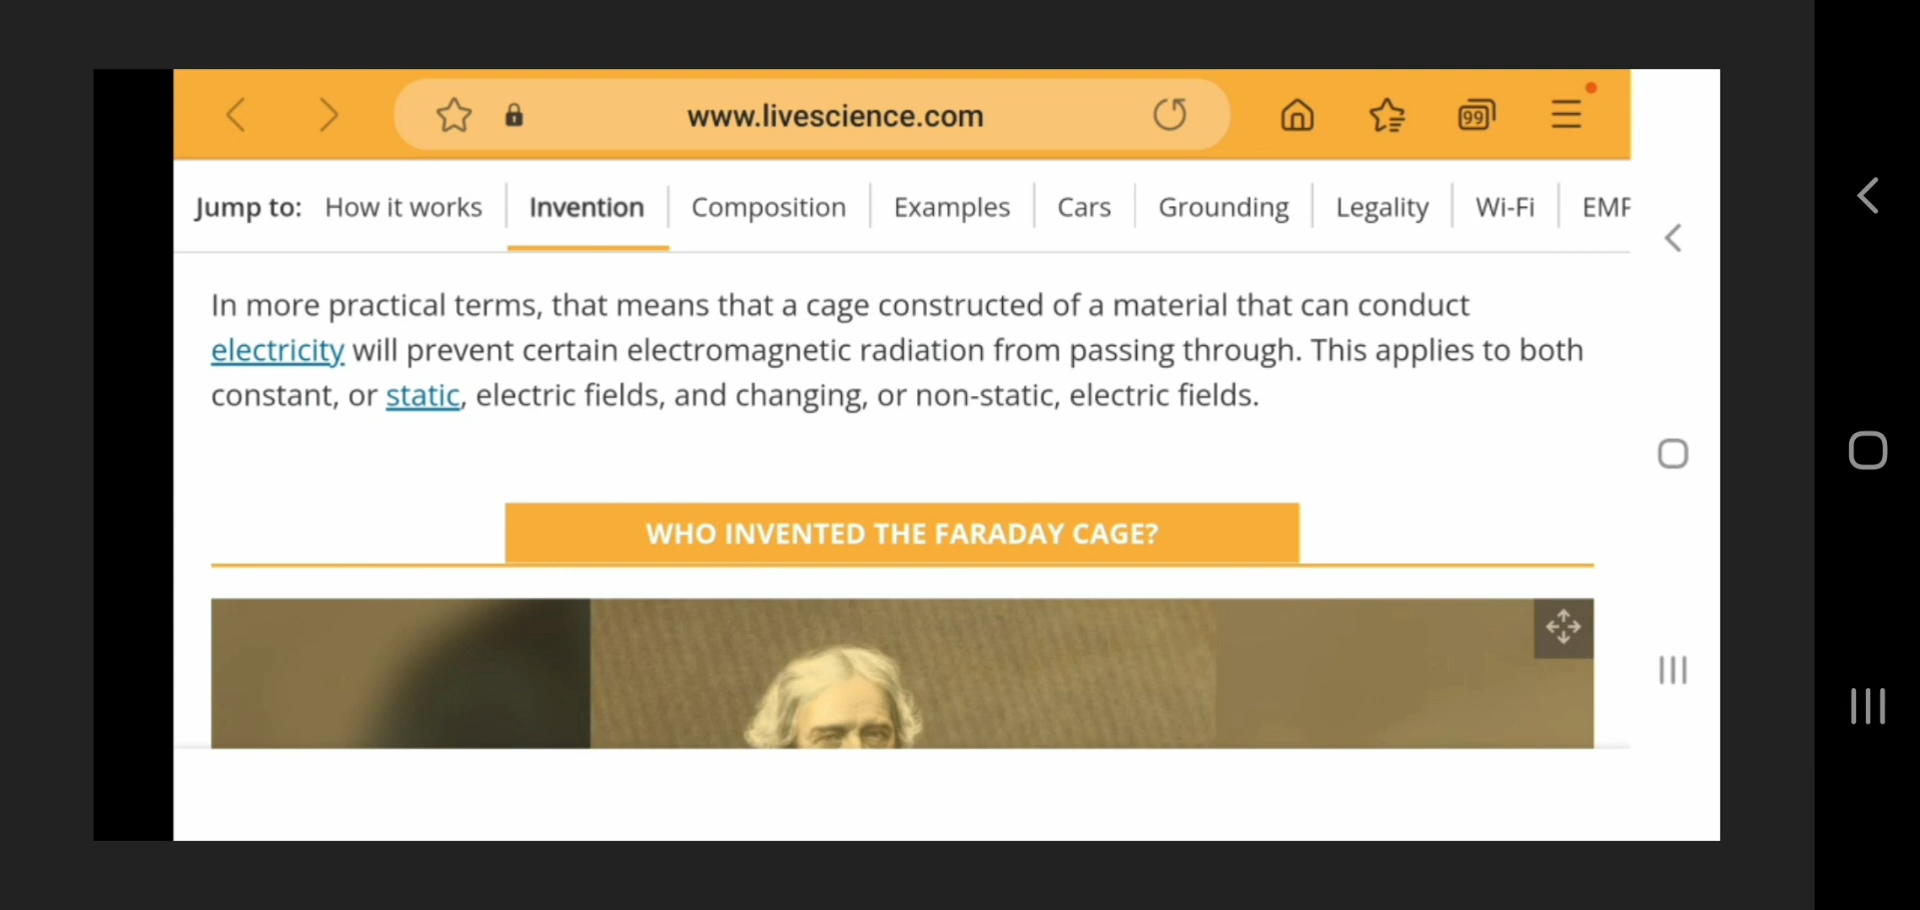 www.livescience.com
99
Jump to: How it works Invention Composition Examples Cars Grounding Legality Wi-Fi EMP
In more practical terms, that means that a cage constructed of a material that can conduct
electricity will prevent certain electromagnetic radiation from passing through. This applies to both
constant, or static, electric fields, and changing, or non-static, electric fields.
WHO INVENTED THE FARADAY CAGE?